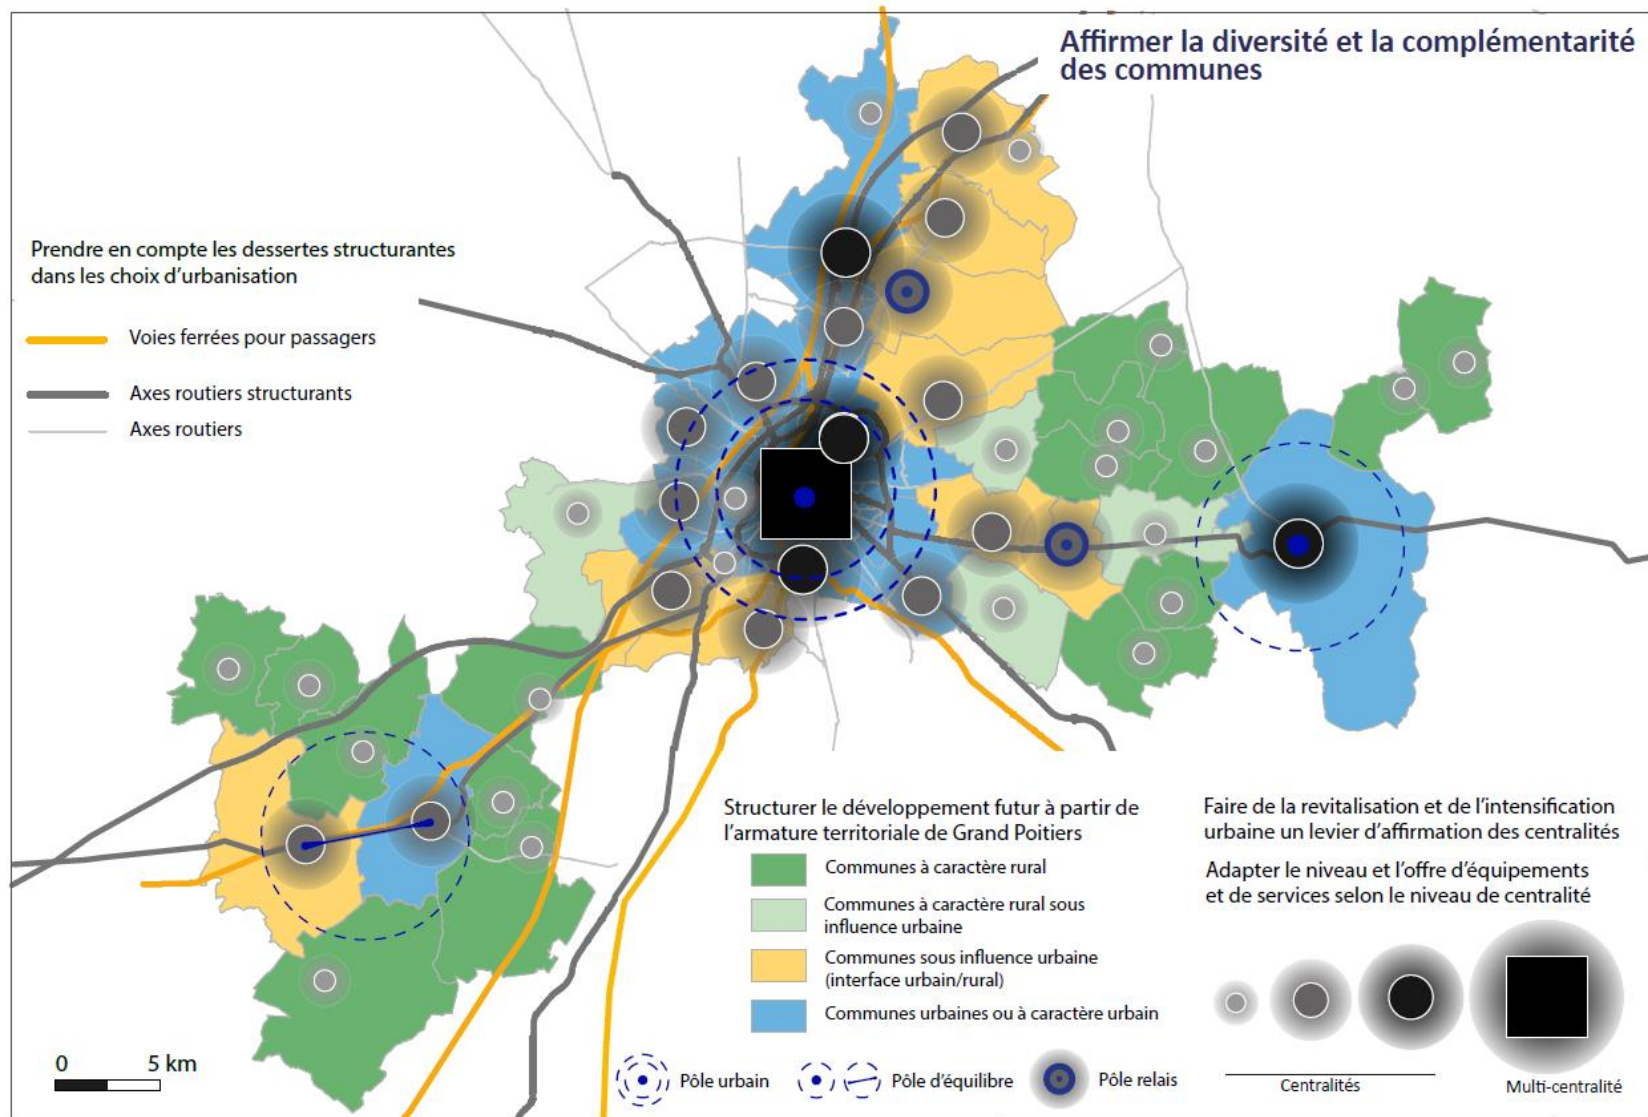 Affirmer la diversité et la complémentarité
des communes
Prendre en compte les dessertes structurantes
dans les choix d'urbanisation
Voies ferrées pour passagers
Axes routiers structurants
Axes routiers
Structurer le développement futur à partir de
l'armature territoriale de Grand Poitiers
Communes à caractère rural
Communes à caractère rural sous
influence urbaine
Communes sous influence urbaine
(interface urbain/rural)
Communes urbaines ou à caractère urbain
Faire de la revitalisation et de l'intensification
urbaine un levier d'affirmation des centralités
Adapter le niveau et l'offre d'équipements
et de services selon le niveau de centralité
Centralités
Multi-centralité
0 5 km
Pôle urbain
Pôle d'équilibre
Pôle relais